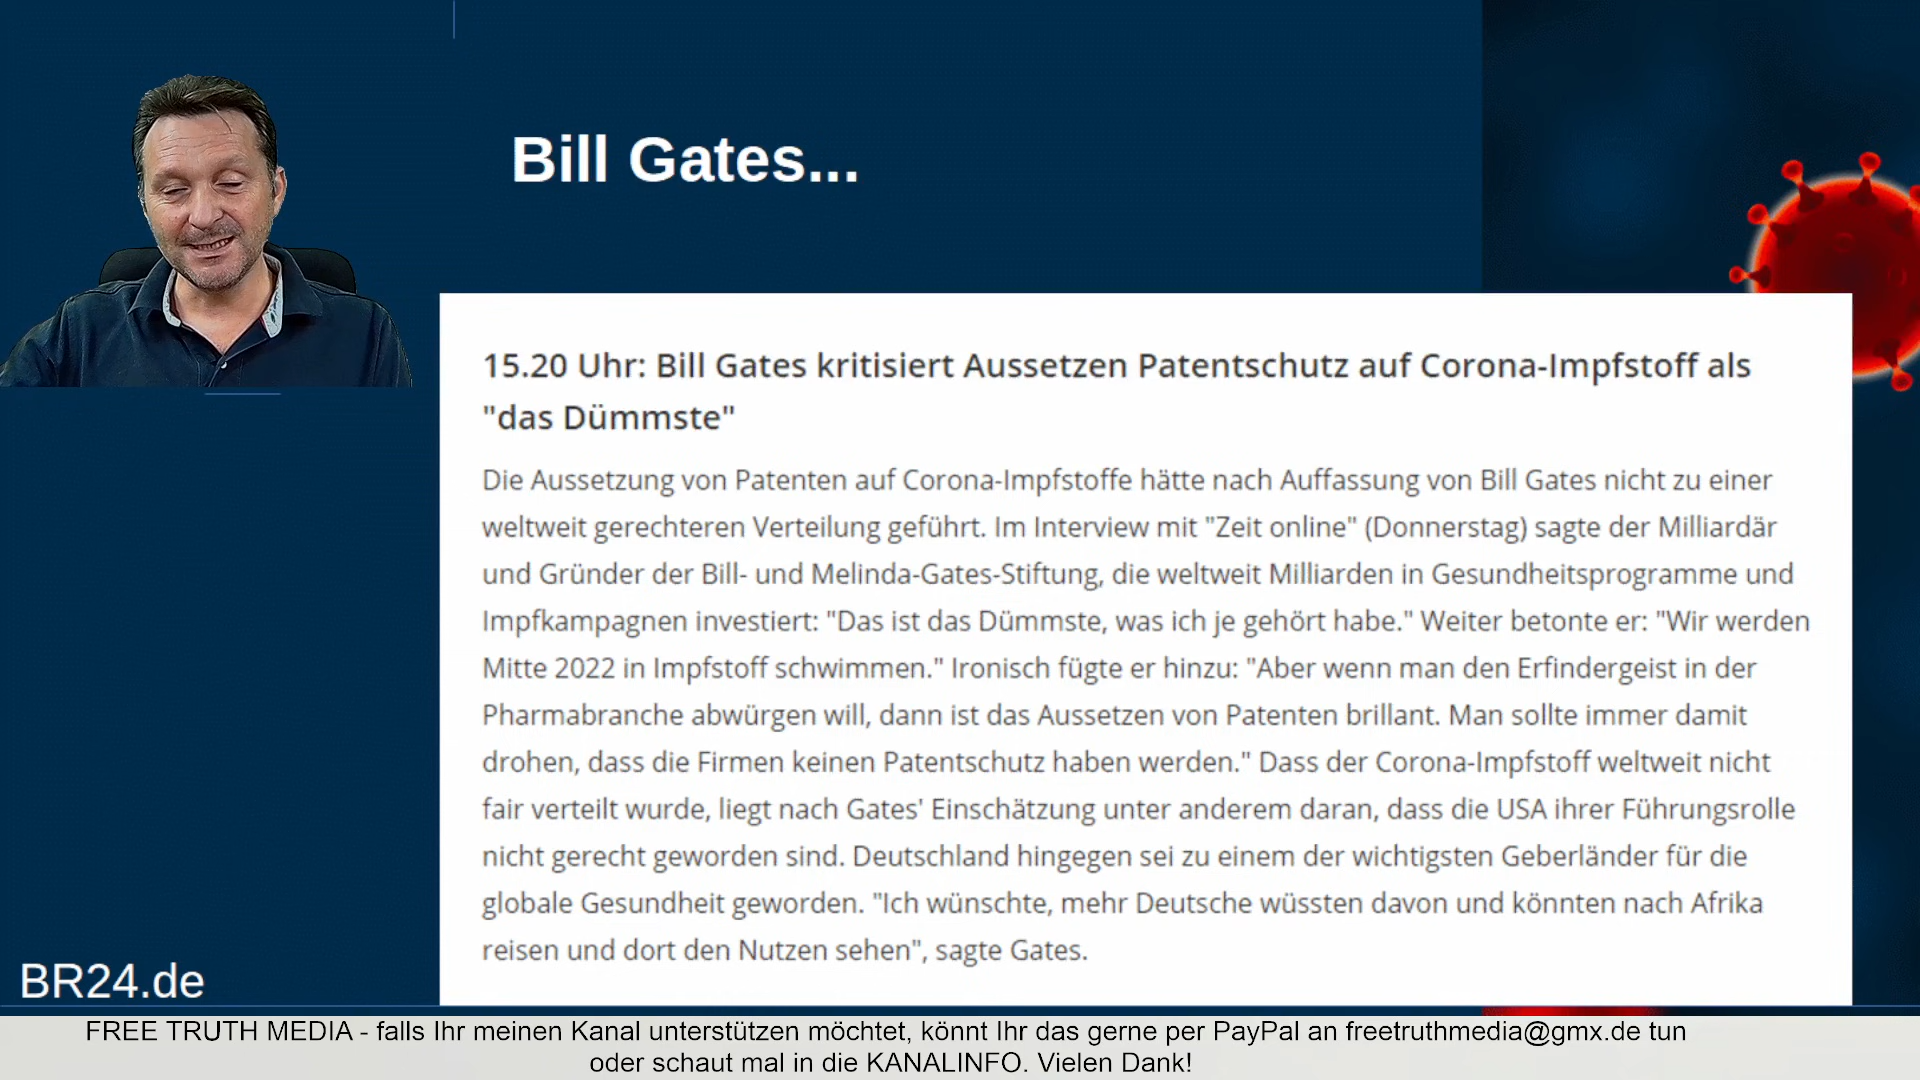 Bill Gates...
15.20 Uhr: Bill Gates kritisiert Aussetzen Patentschutz auf Corona-Impfstoff als
"das Dümmste"
Die Aussetzung von Patenten auf Corona-Impfstoffe hätte nach Auffassung von Bill Gates nicht zu einer
weltweit gerechteren Verteilung geführt. Im Interview mit "Zeit online" (Donnerstag) sagte der Milliardär
und Gründer der Bill- und Melinda-Gates-Stiftung, die weltweit Milliarden in Gesundheitsprogramme und
Impfkampagnen investiert: "Das ist das Dümmste, was ich je gehört habe." Weiter betonte er: "Wir werden
Mitte 2022 in Impfstoff schwimmen." Ironisch fügte er hinzu: "Aber wenn man den Erfindergeist in der
Pharmabranche abwürgen will, dann ist das Aussetzen von Patenten brillant. Man sollte immer damit
drohen, dass die Firmen keinen Patentschutz haben werden." Dass der Corona-Impfstoff weltweit nicht
fair verteilt wurde, liegt nach Gates' Einschätzung unter anderem daran, dass die USA ihrer Führungsrolle
nicht gerecht geworden sind. Deutschland hingegen sei zu einem der wichtigsten Geberländer für die
globale Gesundheit geworden. "Ich wünschte, mehr Deutsche wüssten davon und könnten nach Afrika
reisen und dort den Nutzen sehen", sagte Gates.
BR24.de
FREE TRUTH MEDIA - falls Ihr meinen Kanal unterstützen möchtet, könnt Ihr das gerne per PayPal an freetruthmedia@gmx.de tun
oder schaut mal in die KANALINFO. Vielen Dank!